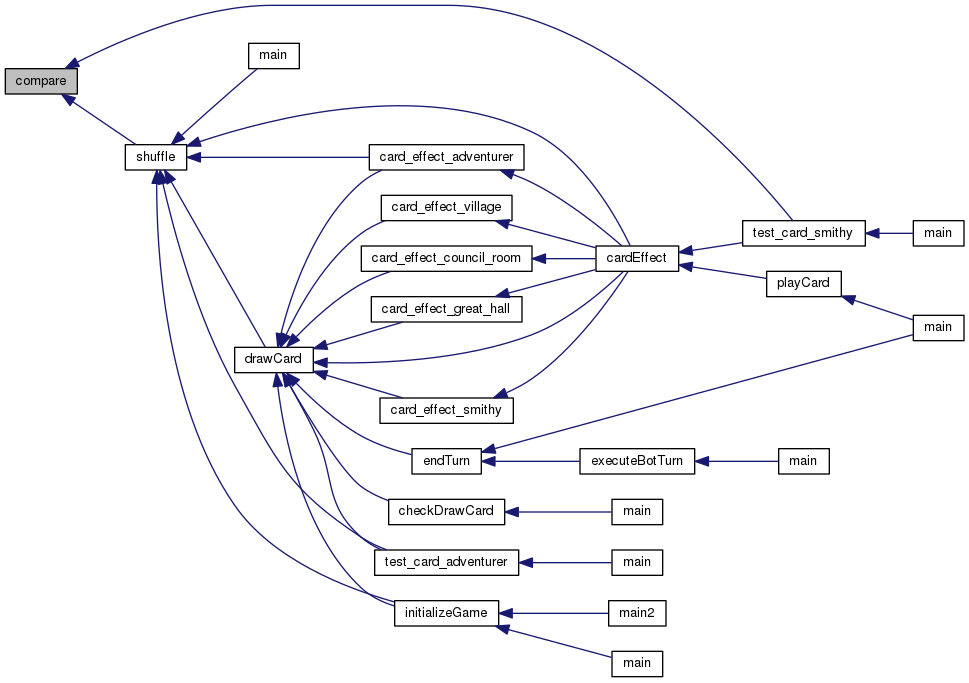 main
compare
shuffle
card_effect_adventurer
card_effect_village
test_card_smithy
main
card_effect_council_room
cardEffect
playCard
card_effect_great_hall
main
drawCard
card_effect_smithy
endTurn
executeBotTurn
main
checkDrawCard
main
test_card_adventurer
main
initializeGame
main2
main